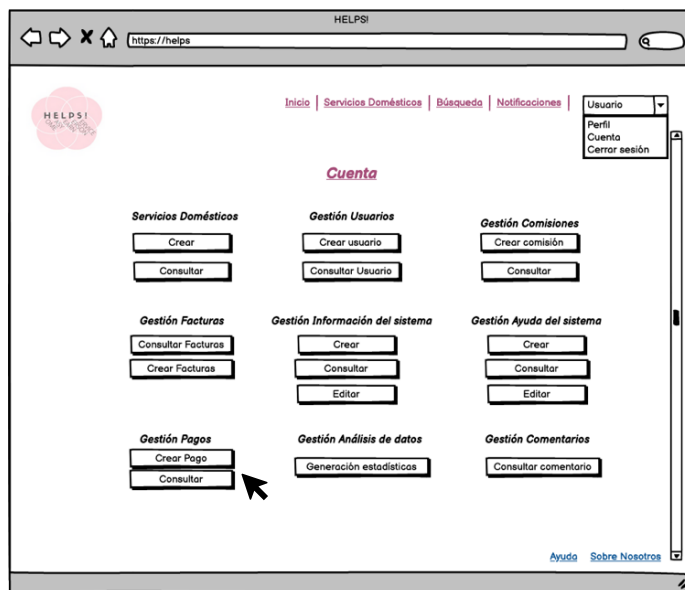 HELPS!
https://helps
HELPS!
Inicio | Servicios Domésticos | Búsqueda | Notificaciones |
Usuario
Perfil
Cuenta
Cerrar sesión
Cuenta
Servicios Domésticos
Crear
Consultar
Gestión Usuarios
Crear usuario
Consultar Usuario
Gestión Comisiones
Crear comisión
Consultar
Gestión Facturas
Consultar Facturas
Crear Facturas
Gestión Información del sistema
Crear
Consultar
Editar
Gestión Ayuda del sistema
Crear
Consultar
Editar
Gestión Pagos
Crear Pago
Consultar
Gestión Análisis de datos
Generación estadísticas
Gestión Comentarios
Consultar comentario
Ayuda
Sobre Nosotros